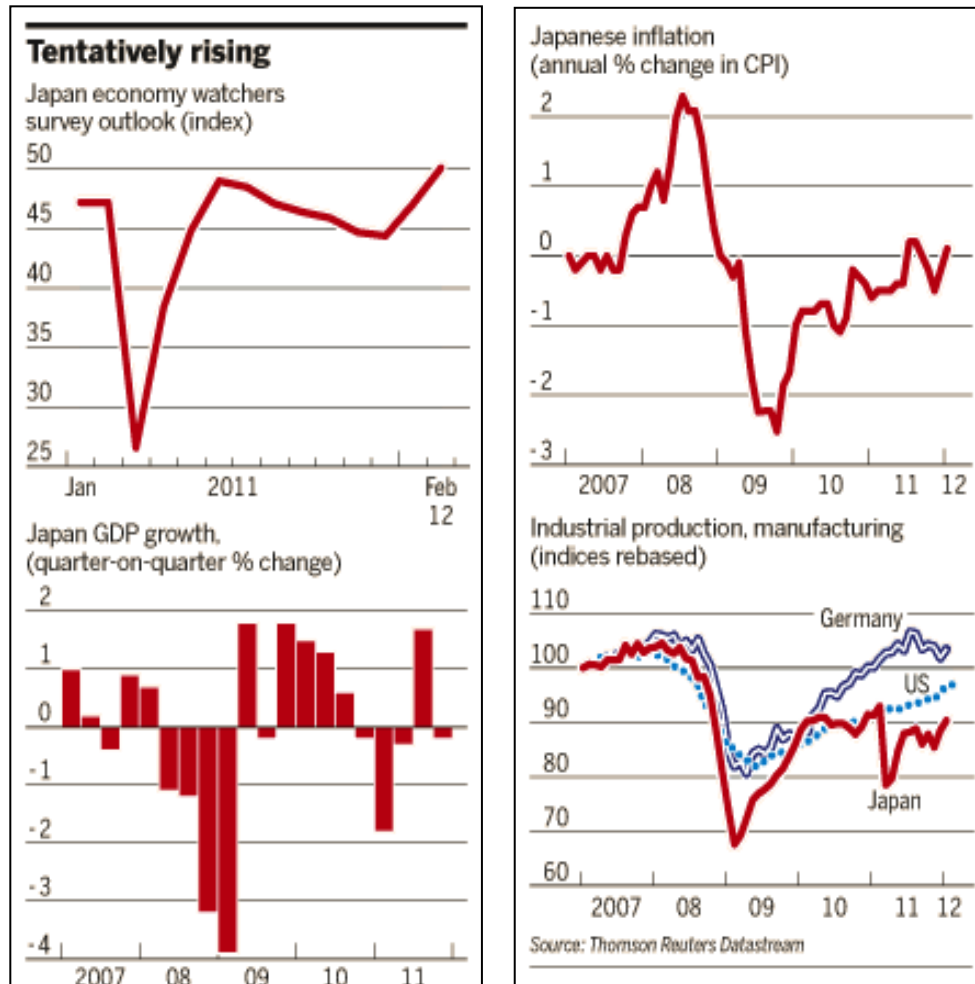 Tentatively rising
Japan economy watchers
survey outlook (index)
50
45
40
35
30
25
Jan 2011 Feb
12
Japan GDP growth,
(quarter-on-quarter % change)
2
1
0
-1
-2
-3
-4
2007 08 09 10 11
Japanese inflation
(annual % change in CPI)
2
1
0
-1
-2
-3
2007 08 09 10 11 12
Industrial production, manufacturing
(indices rebased)
110
Germany
100
US
90
80
Japan
70
60
2007 08 09 10 11 12
Source: Thomson Reuters Datastream